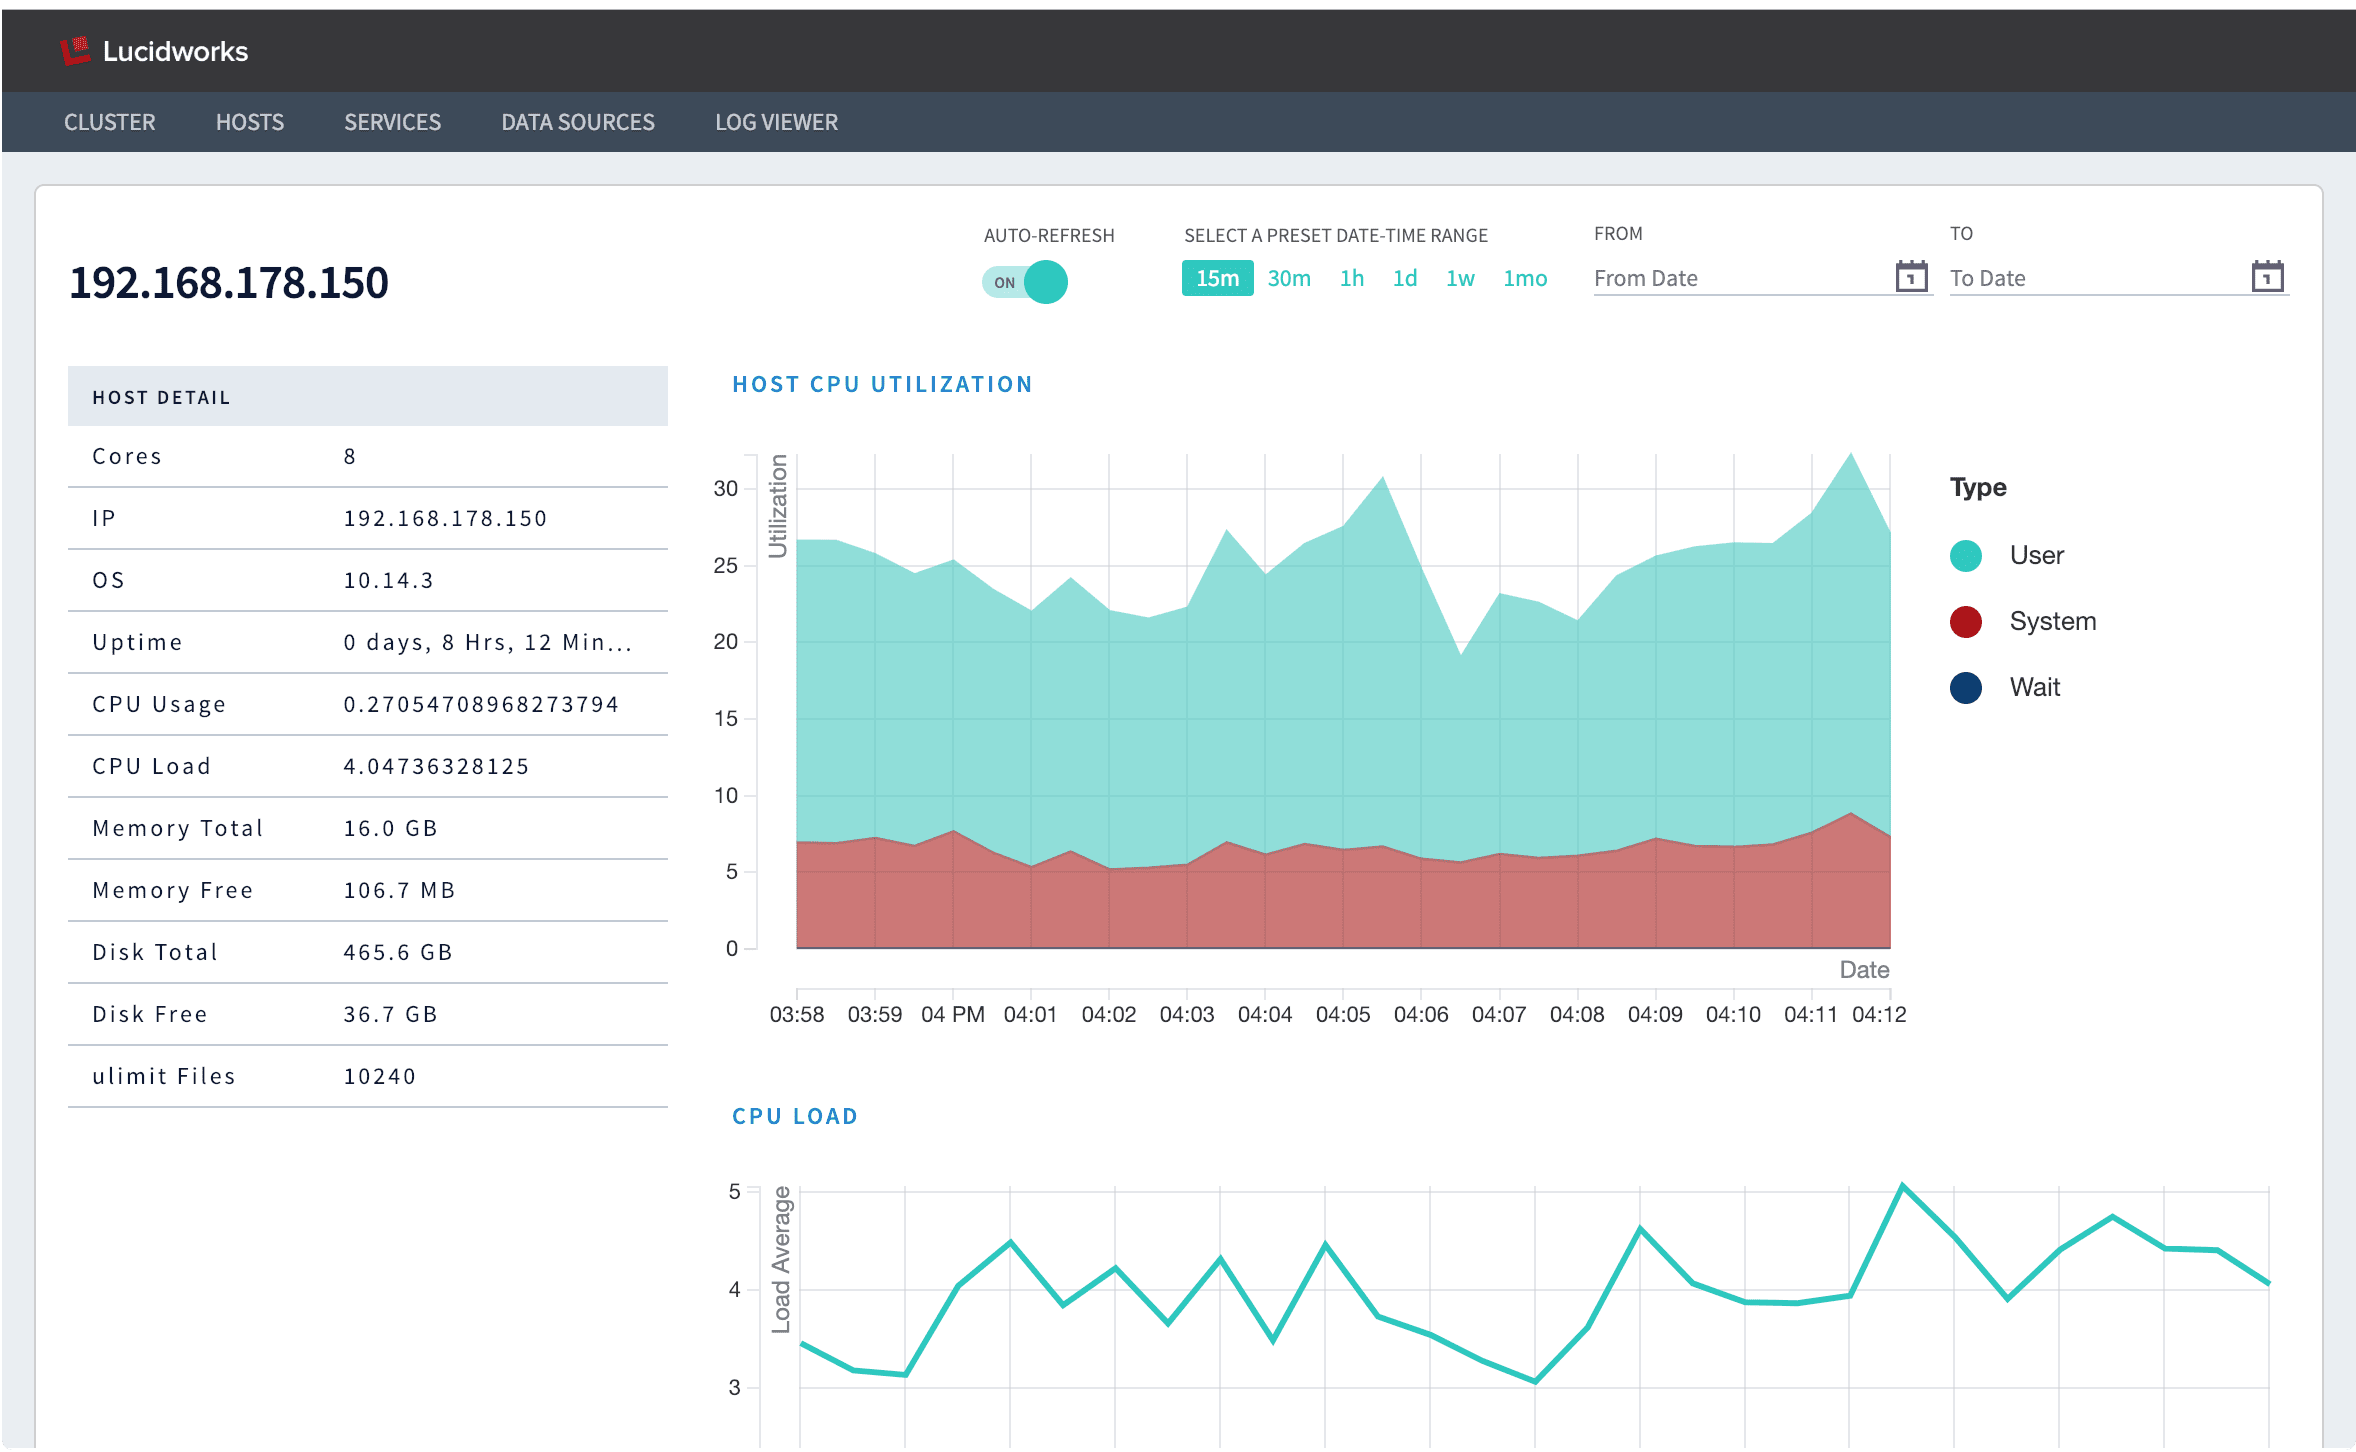 Lucidworks
CLUSTER HOSTS SERVICES DATA SOURCES LOG VIEWER
192.168.178.150
AUTO-REFRESH
ON
SELECT A PRESET DATE-TIME RANGE
15m 30m 1h 1d 1w 1mo
FROM
From Date
1
TO
To Date
1
HOST DETAIL
Cores 8
IP 192.168.178.150
OS 10.14.3
Uptime 0 days, 8 Hrs, 12 Min...
CPU Usage 0.27054708968273794
CPU Load 4.04736328125
Memory Total 16.0 GB
Memory Free 106.7 MB
Disk Total 465.6 GB
Disk Free 36.7 GB
ulimit Files 10240
HOST CPU UTILIZATION
Utilization
30
25
20
15
10
5
0
Date
03:58 03:59 04 PM 04:01 04:02 04:03 04:04 04:05 04:06 04:07 04:08 04:09 04:10 04:11 04:12
Type
User
System
Wait
CPU LOAD
Load Average
5
4
3